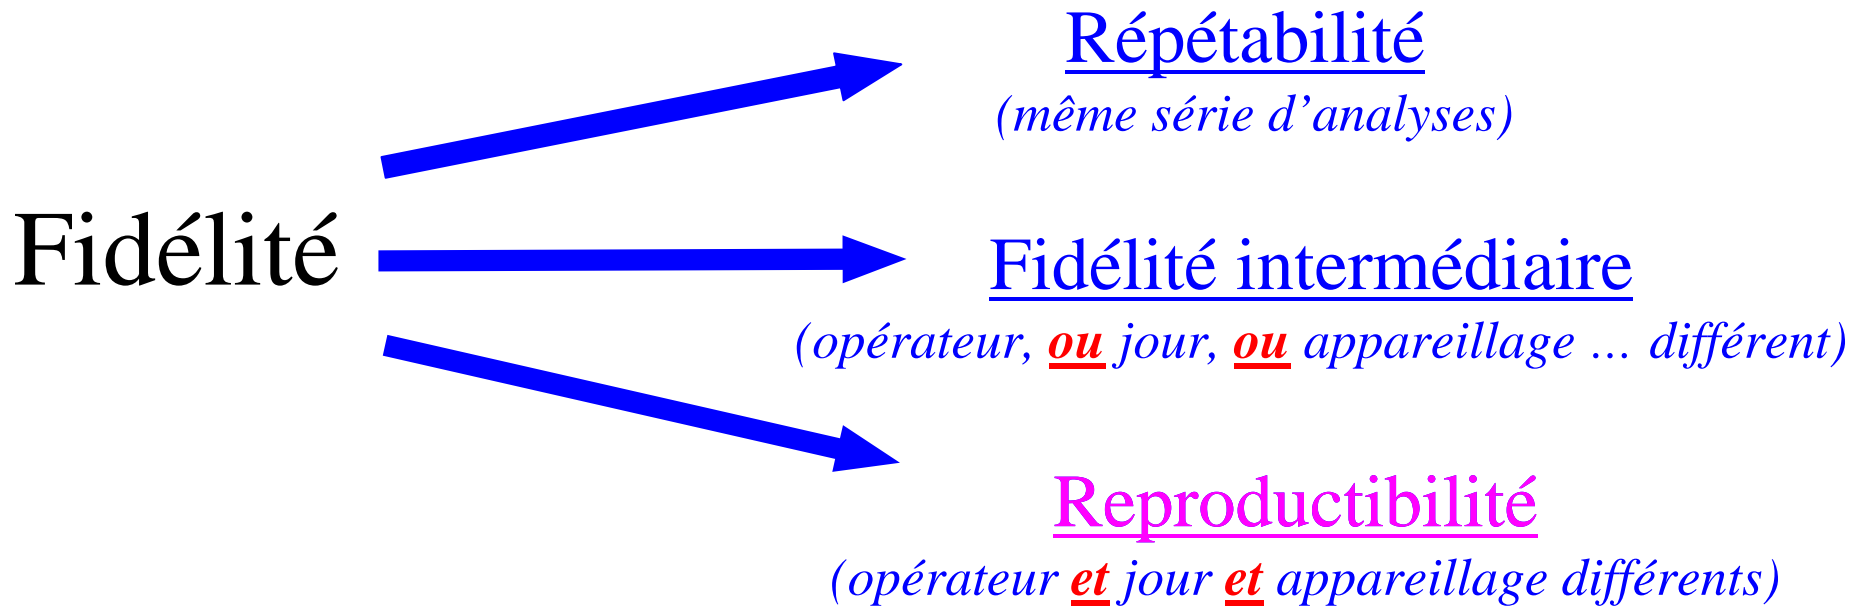 Répétabilité
(même série d’analyses)
Fidélité
Fidélité intermédiaire
(opérateur, ou jour, ou appareillage ... différent)
Reproductibilité
(opérateur et jour et appareillage différents)